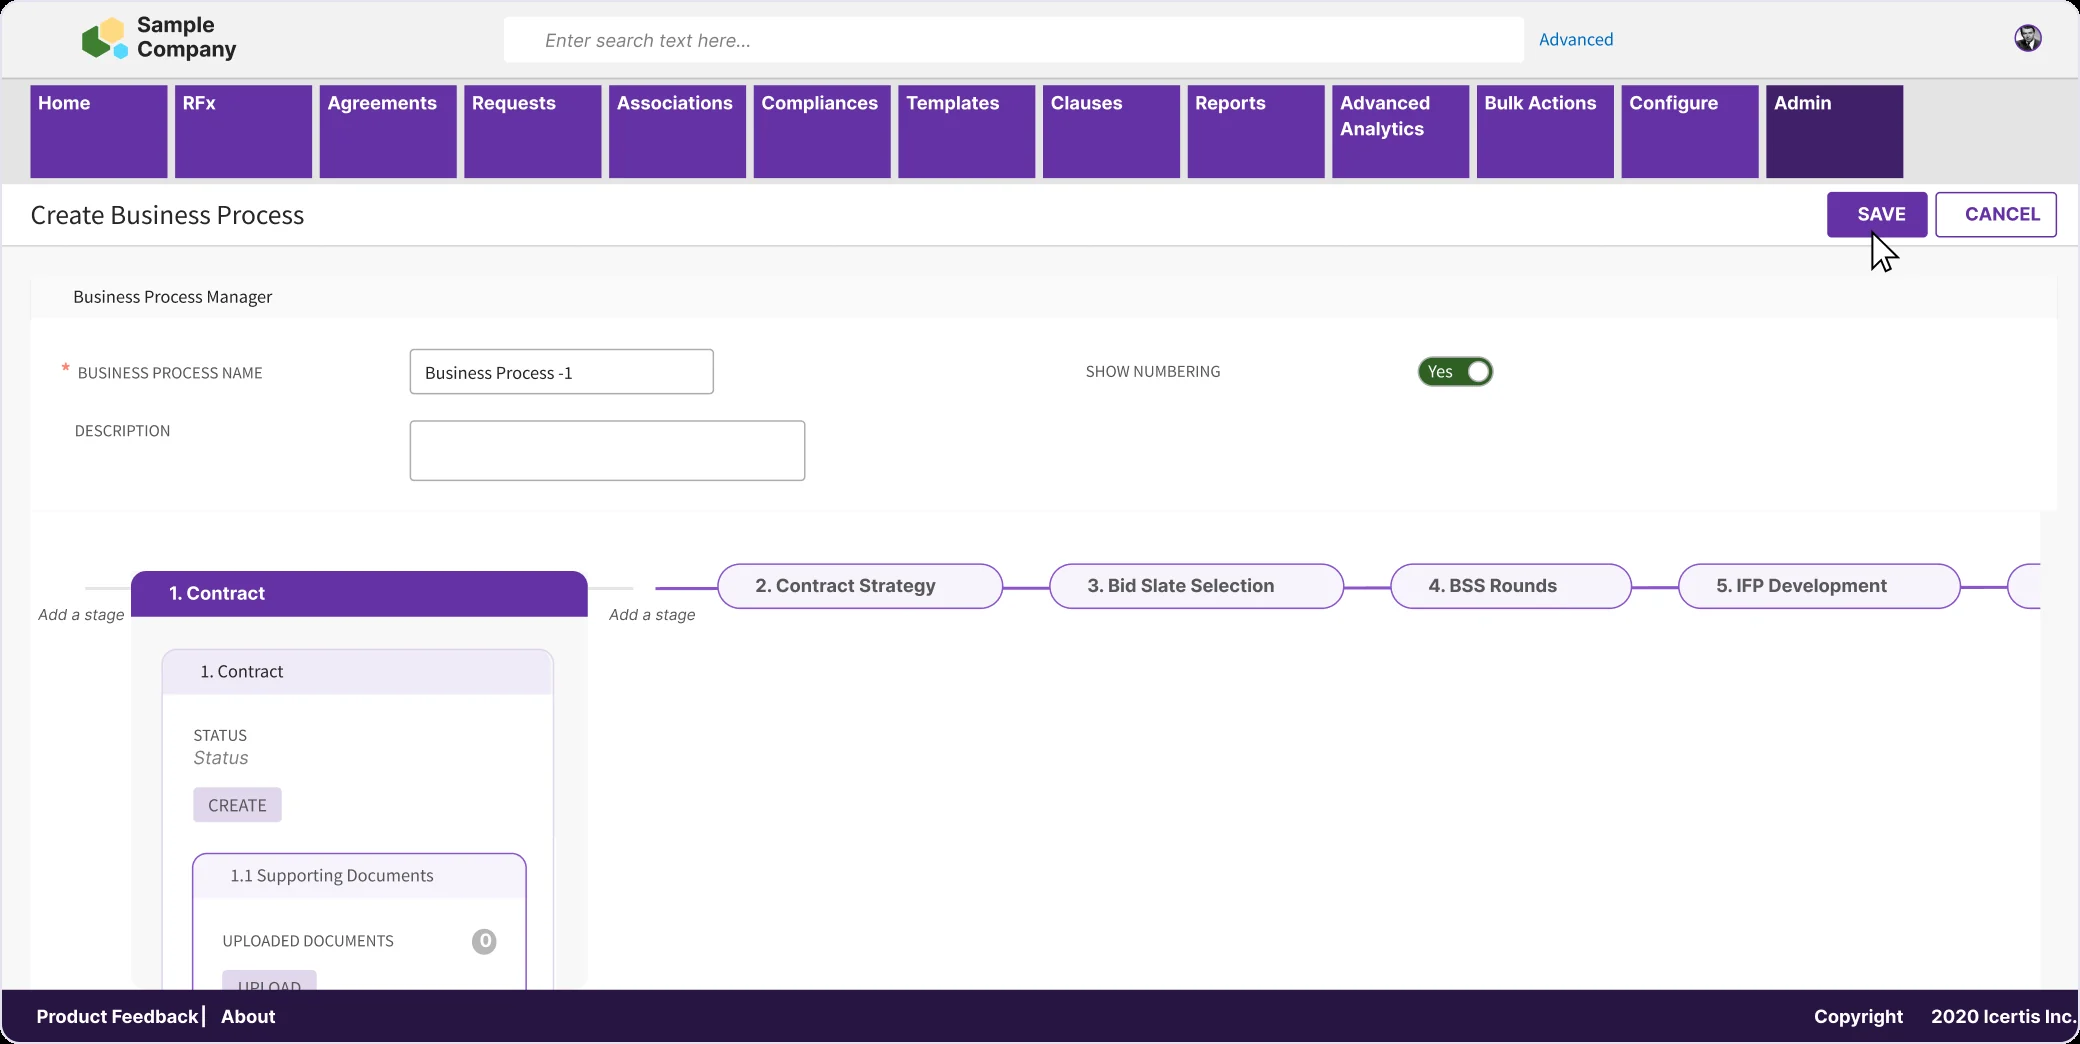 Sample
Company
Enter search text here...
Advanced
Home
RFx
Agreements
Requests
Associations
Compliances
Templates
Clauses
Reports
Advanced
Analytics
Bulk Actions
Configure
Admin
Create Business Process
SAVE
CANCEL
Business Process Manager
* BUSINESS PROCESS NAME
Business Process -1
SHOW NUMBERING
Yes
DESCRIPTION
1. Contract
2. Contract Strategy
3. Bid Slate Selection
4. BSS Rounds
5. IFP Development
Add a stage
Add a stage
1. Contract
STATUS
Status
CREATE
1.1 Supporting Documents
UPLOADED DOCUMENTS
0
UPLOAD
Product Feedback| About
Copyright 2020 Icertis Inc.